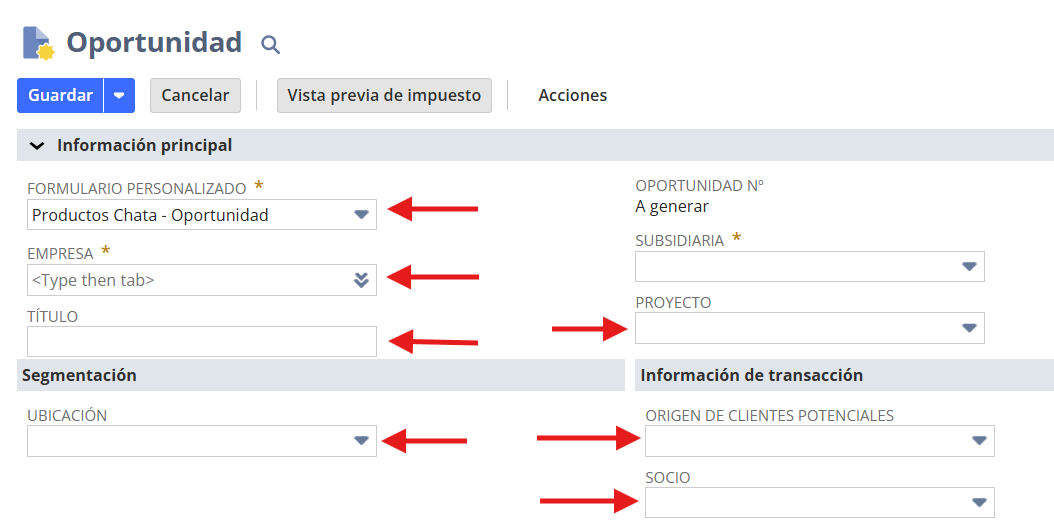 Oportunidad
Guardar
Cancelar
Vista previa de impuesto
Acciones
Información principal
FORMULARIO PERSONALIZADO *
Productos Chata - Oportunidad
EMPRESA *
<Type then tab>
TÍTULO
OPORTUNIDAD Nº
A generar
SUBSIDIARIA *
PROYECTO
Segmentación
UBICACIÓN
Información de transacción
ORIGEN DE CLIENTES POTENCIALES
SOCIO